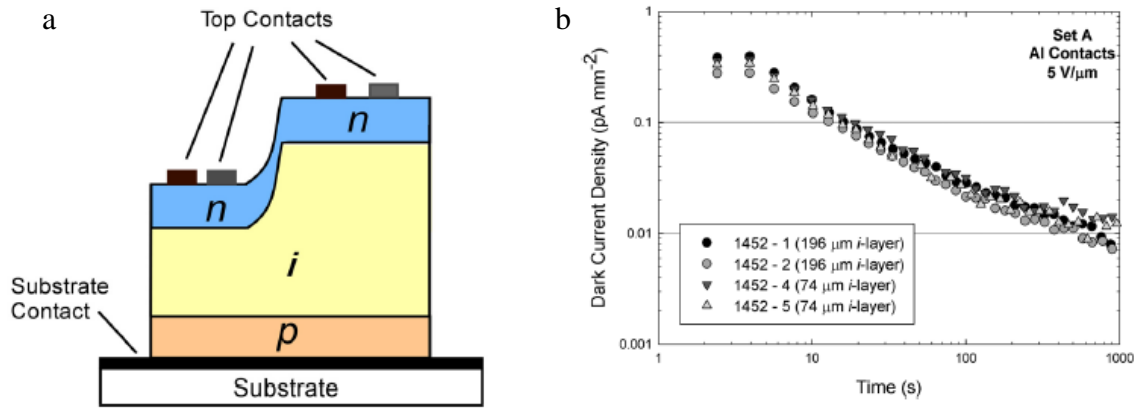 a
Top Contacts
n
n
i
Substrate
Contact
p
Substrate
b
Dark Current Density (pA mm⁻²)
1
0.1
0.01
0.001
Set A
Al Contacts
5 V/μm
1452 - 1 (196 μm i-layer)
1452 - 2 (196 μm i-layer)
1452 - 4 (74 μm i-layer)
1452 - 5 (74 μm i-layer)
1
10
100
1000
Time (s)